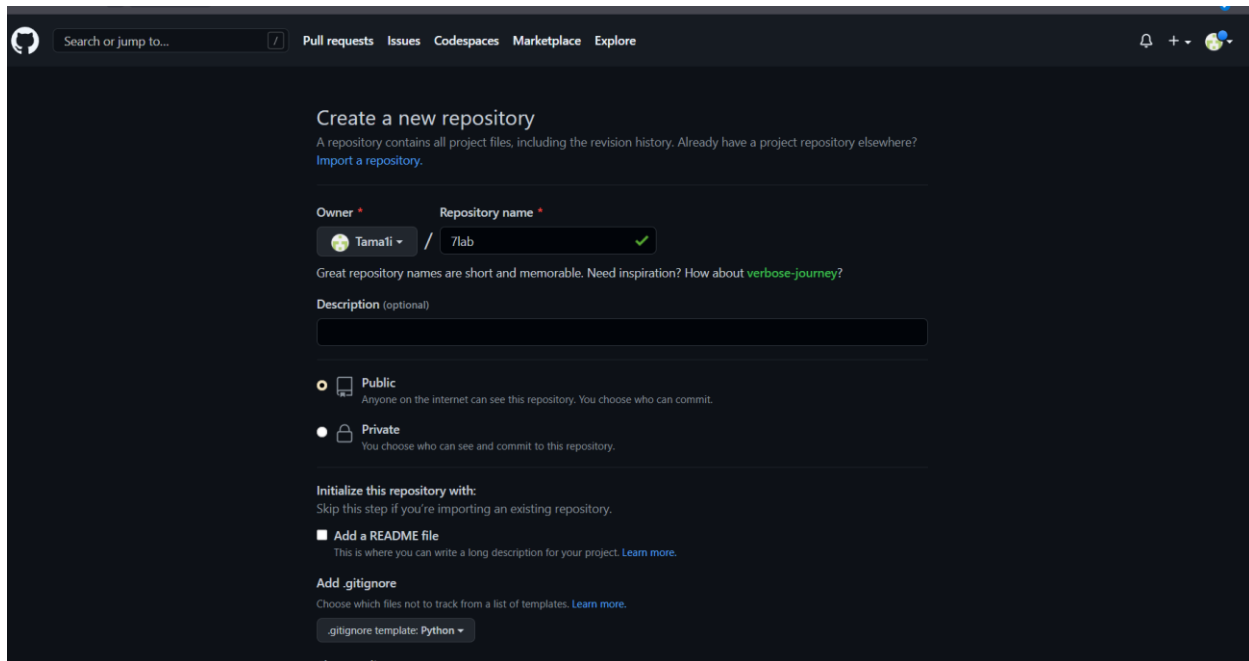 Search or jump to... /
Pull requests Issues Codespaces Marketplace Explore
Create a new repository
A repository contains all project files, including the revision history. Already have a project repository elsewhere?
Import a repository.
Owner * Repository name *
Tama1i / 7lab
Great repository names are short and memorable. Need inspiration? How about verbose-journey?
Description (optional)
Public
Anyone on the internet can see this repository. You choose who can commit.
Private
You choose who can see and commit to this repository.
Initialize this repository with:
Skip this step if you're importing an existing repository.
Add a README file
This is where you can write a long description for your project. Learn more.
Add .gitignore
Choose which files not to track from a list of templates. Learn more.
.gitignore template: Python